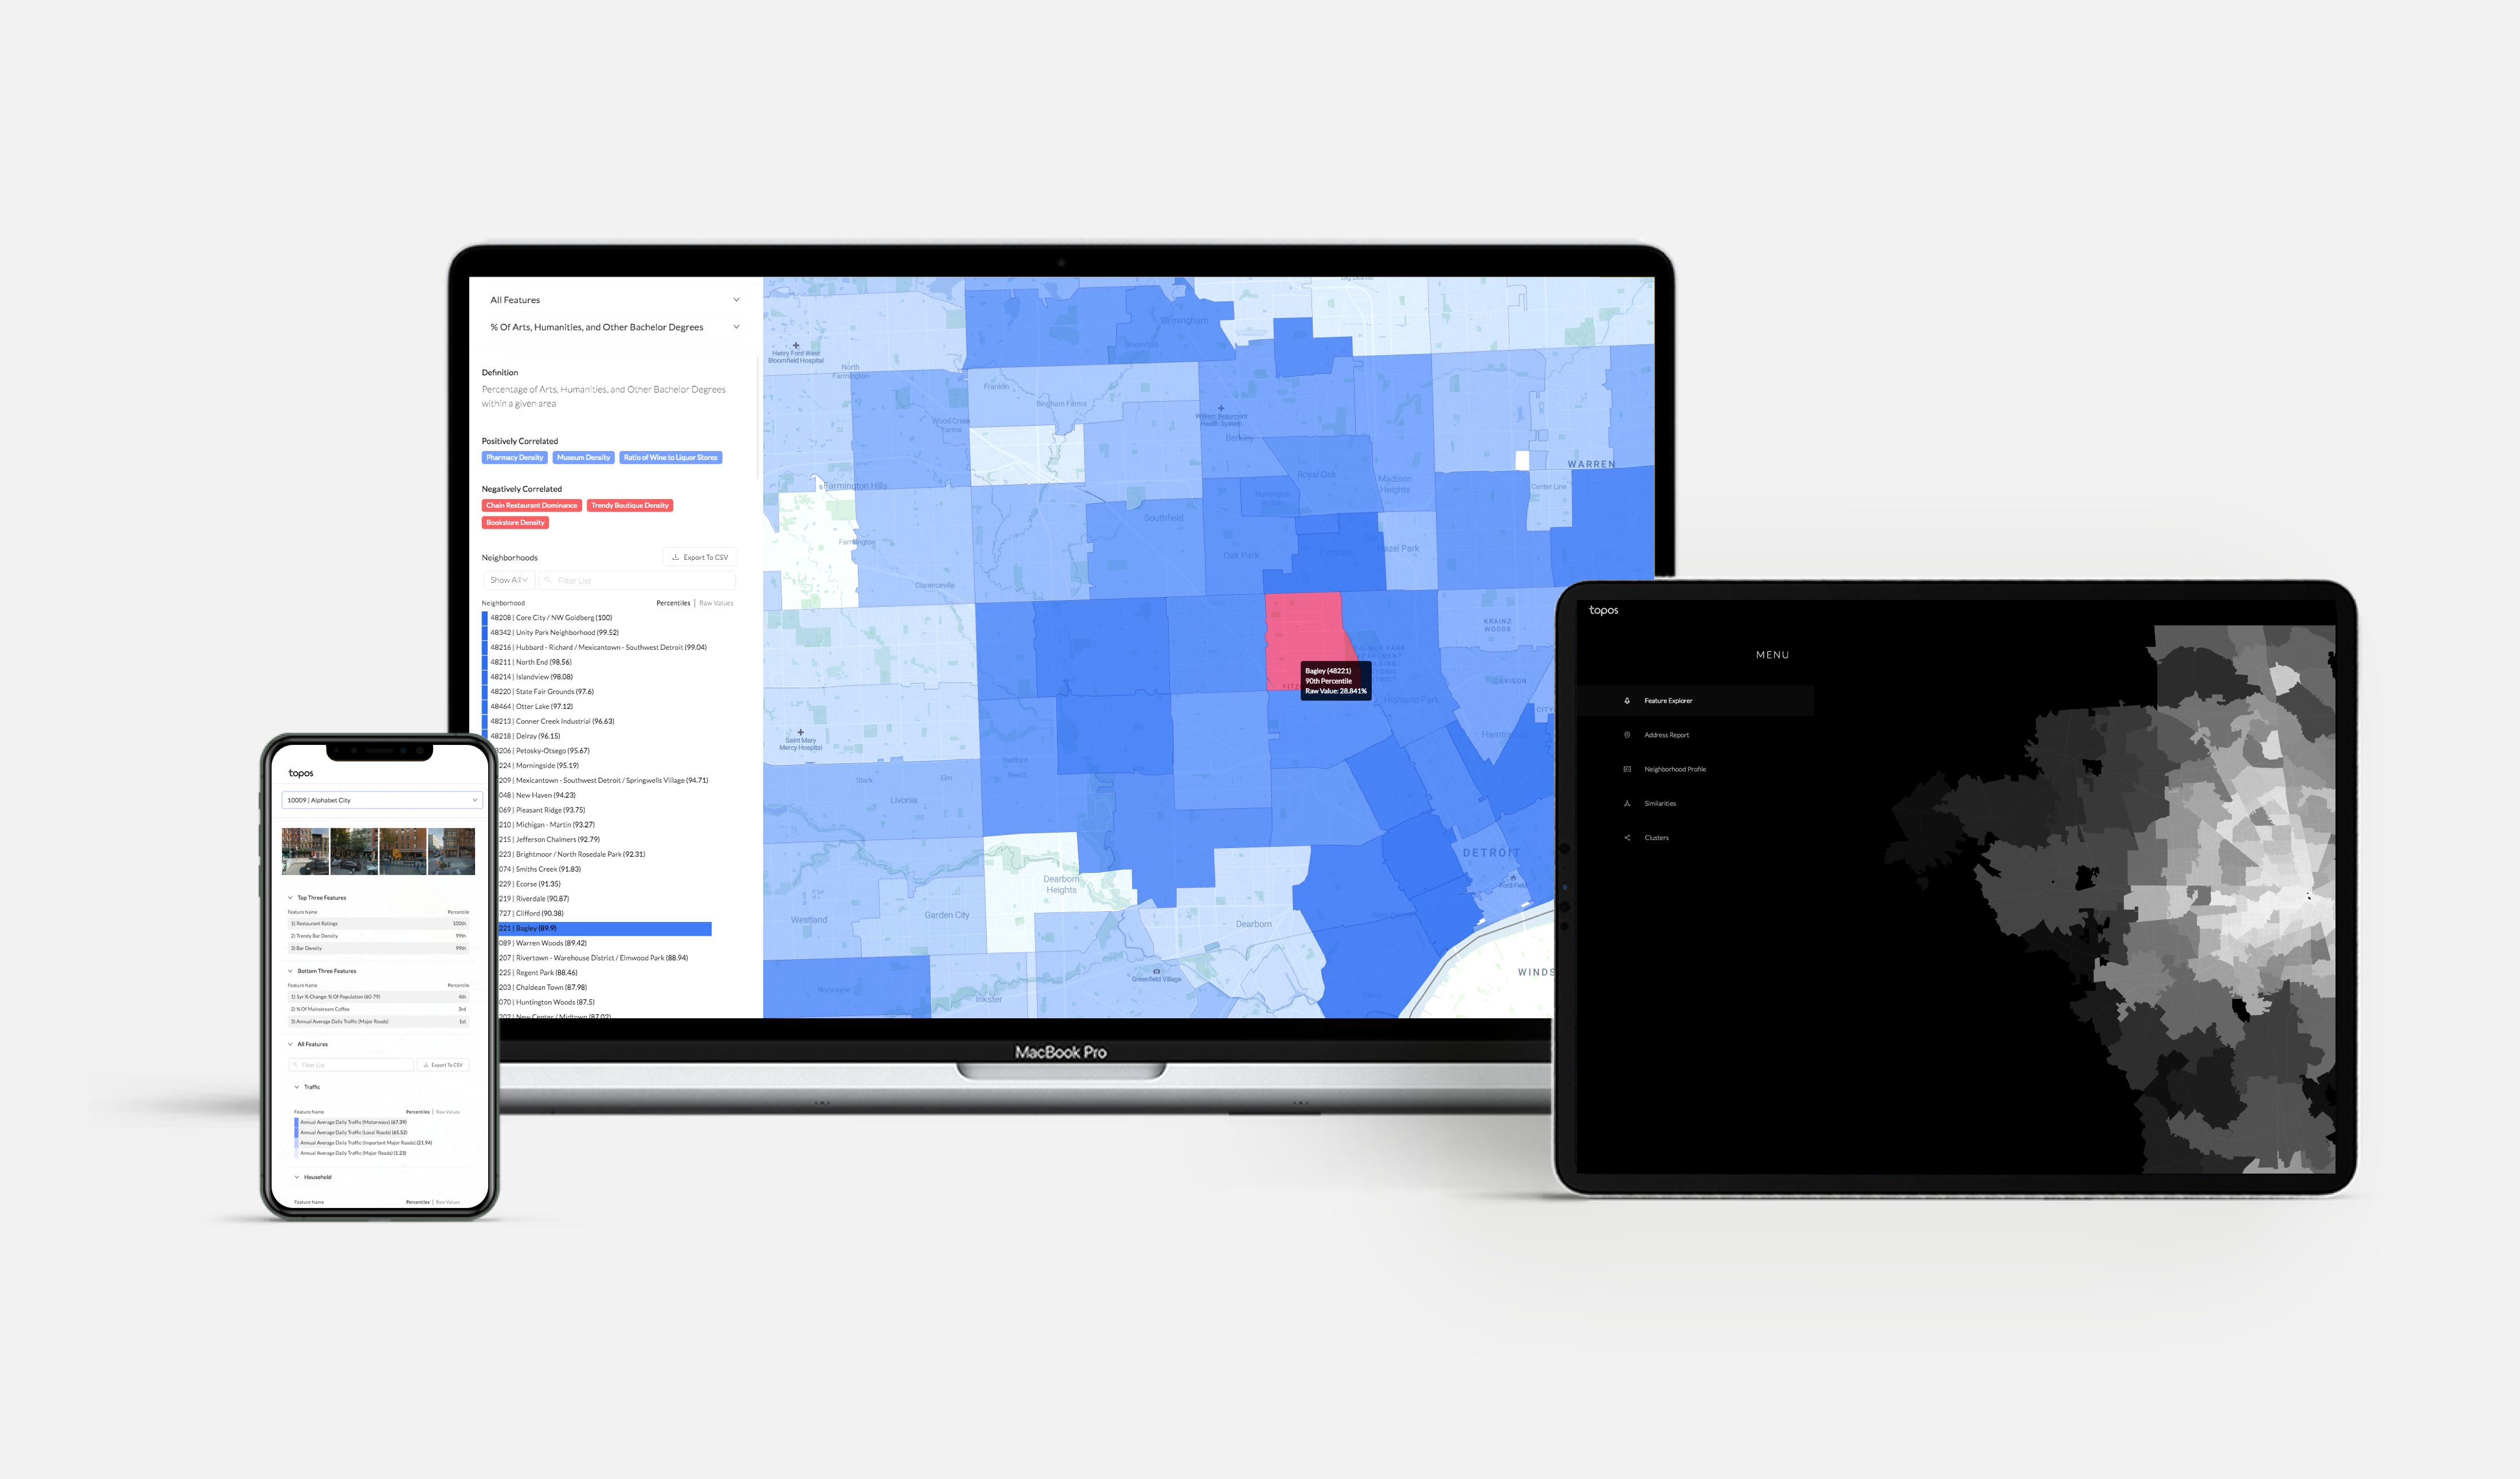 All Features
% Of Arts, Humanities, and Other Bachelor Degrees
Definition
Percentage of Arts, Humanities, and Other Bachelor Degrees
within a given area
Positively Correlated
Pharmacy Density
Museum Density
Ratio of Wine to Liquor Stores
Negatively Correlated
Chain Restaurant Dominance
Trendy Boutique Density
Bookstore Density
Neighborhoods
Export To CSV
Show All
Filter List
Neighborhood
Percentiles | Raw Values
48208 | Core City / NW Goldberg (100)
48342 | Unity Park Neighborhood (99.52)
48216 | Hubbard - Richard / Mexicantown - Southwest Detroit (99.04)
48211 | North End (98.56)
48214 | Islandview (98.08)
48220 | State Fair Grounds (97.6)
48464 | Otter Lake (97.12)
48213 | Conner Creek Industrial (96.63)
48218 | Delray (96.15)
8206 | Petosky-Otsego (95.67)
224 | Morningside (95.19)
209 | Mexicantown - Southwest Detroit / Springwells Village (94.71)
048 | New Haven (94.23)
069 | Pleasant Ridge (93.75)
210 | Michigan - Martin (93.27)
215 | Jefferson Chalmers (92.79)
223 | Brightmoor / North Rosedale Park (92.31)
074 | Smiths Creek (91.83)
229 | Ecorse (91.35)
219 | Riverdale (90.87)
727 | Clifford (90.38)
221 | Bagley (89.9)
089 | Warren Woods (89.42)
207 | Rivertown - Warehouse District / Elmwood Park (88.94)
225 | Regent Park (88.46)
203 | Chaldean Town (87.98)
070 | Huntington Woods (87.5)
202 | New Center / Midtown (87.02)
Birmingham
Bloomfield
Henry Ford West
Bloomfield Hospital
North
Farmington
Franklin
Bingham Farms
Wood Creek
Farms
William Beaumont
Health System
Berkley
WARREN
Royal Oak
Madison
Heights
Farmington Hills
Center Line
Huntington
Southfield
Farmington
Oak Park
Ferndale
Hazel Park
Clarenceville
KRAINZ
WOODS
PALMER PARK
APARTMENT
BUILDING
HISTORIC
DISTRICT
Bagley (48221)
90th Percentile
Raw Value: 28.841%
DAVISON
Highland Park
Saint Mary
Mercy Hospital
Hamtramck
Redford
Stark
Elm
Livonia
DETROIT
Ford Field
Dearborn
Heights
Westland
Garden City
Dearborn
Greenfield Village
WINDS
Norwayne
Inkster
MacBook Pro
topos
10009 | Alphabet City
Top Three Features
Feature Name
Percentile
1) Restaurant Ratings
100th
2) Trendy Bar Density
99th
3) Bar Density
99th
Bottom Three Features
Feature Name
Percentile
1) 5yr % Change: % Of Population (60-79)
4th
2) % Of Mainstream Coffee
3rd
3) Annual Average Daily Traffic (Major Roads)
1st
All Features
Filter List
Export To CSV
Traffic
Feature Name
Percentiles | Raw Values
Annual Average Daily Traffic (Motorways) (67.39)
Annual Average Daily Traffic (Local Roads) (65.52)
Annual Average Daily Traffic (Important Major Roads) (21.94)
Annual Average Daily Traffic (Major Roads) (1.23)
Household
Feature Name
Percentiles | Raw Values
topos
MENU
Feature Explorer
Address Report
Neighborhood Profile
Similarities
Clusters